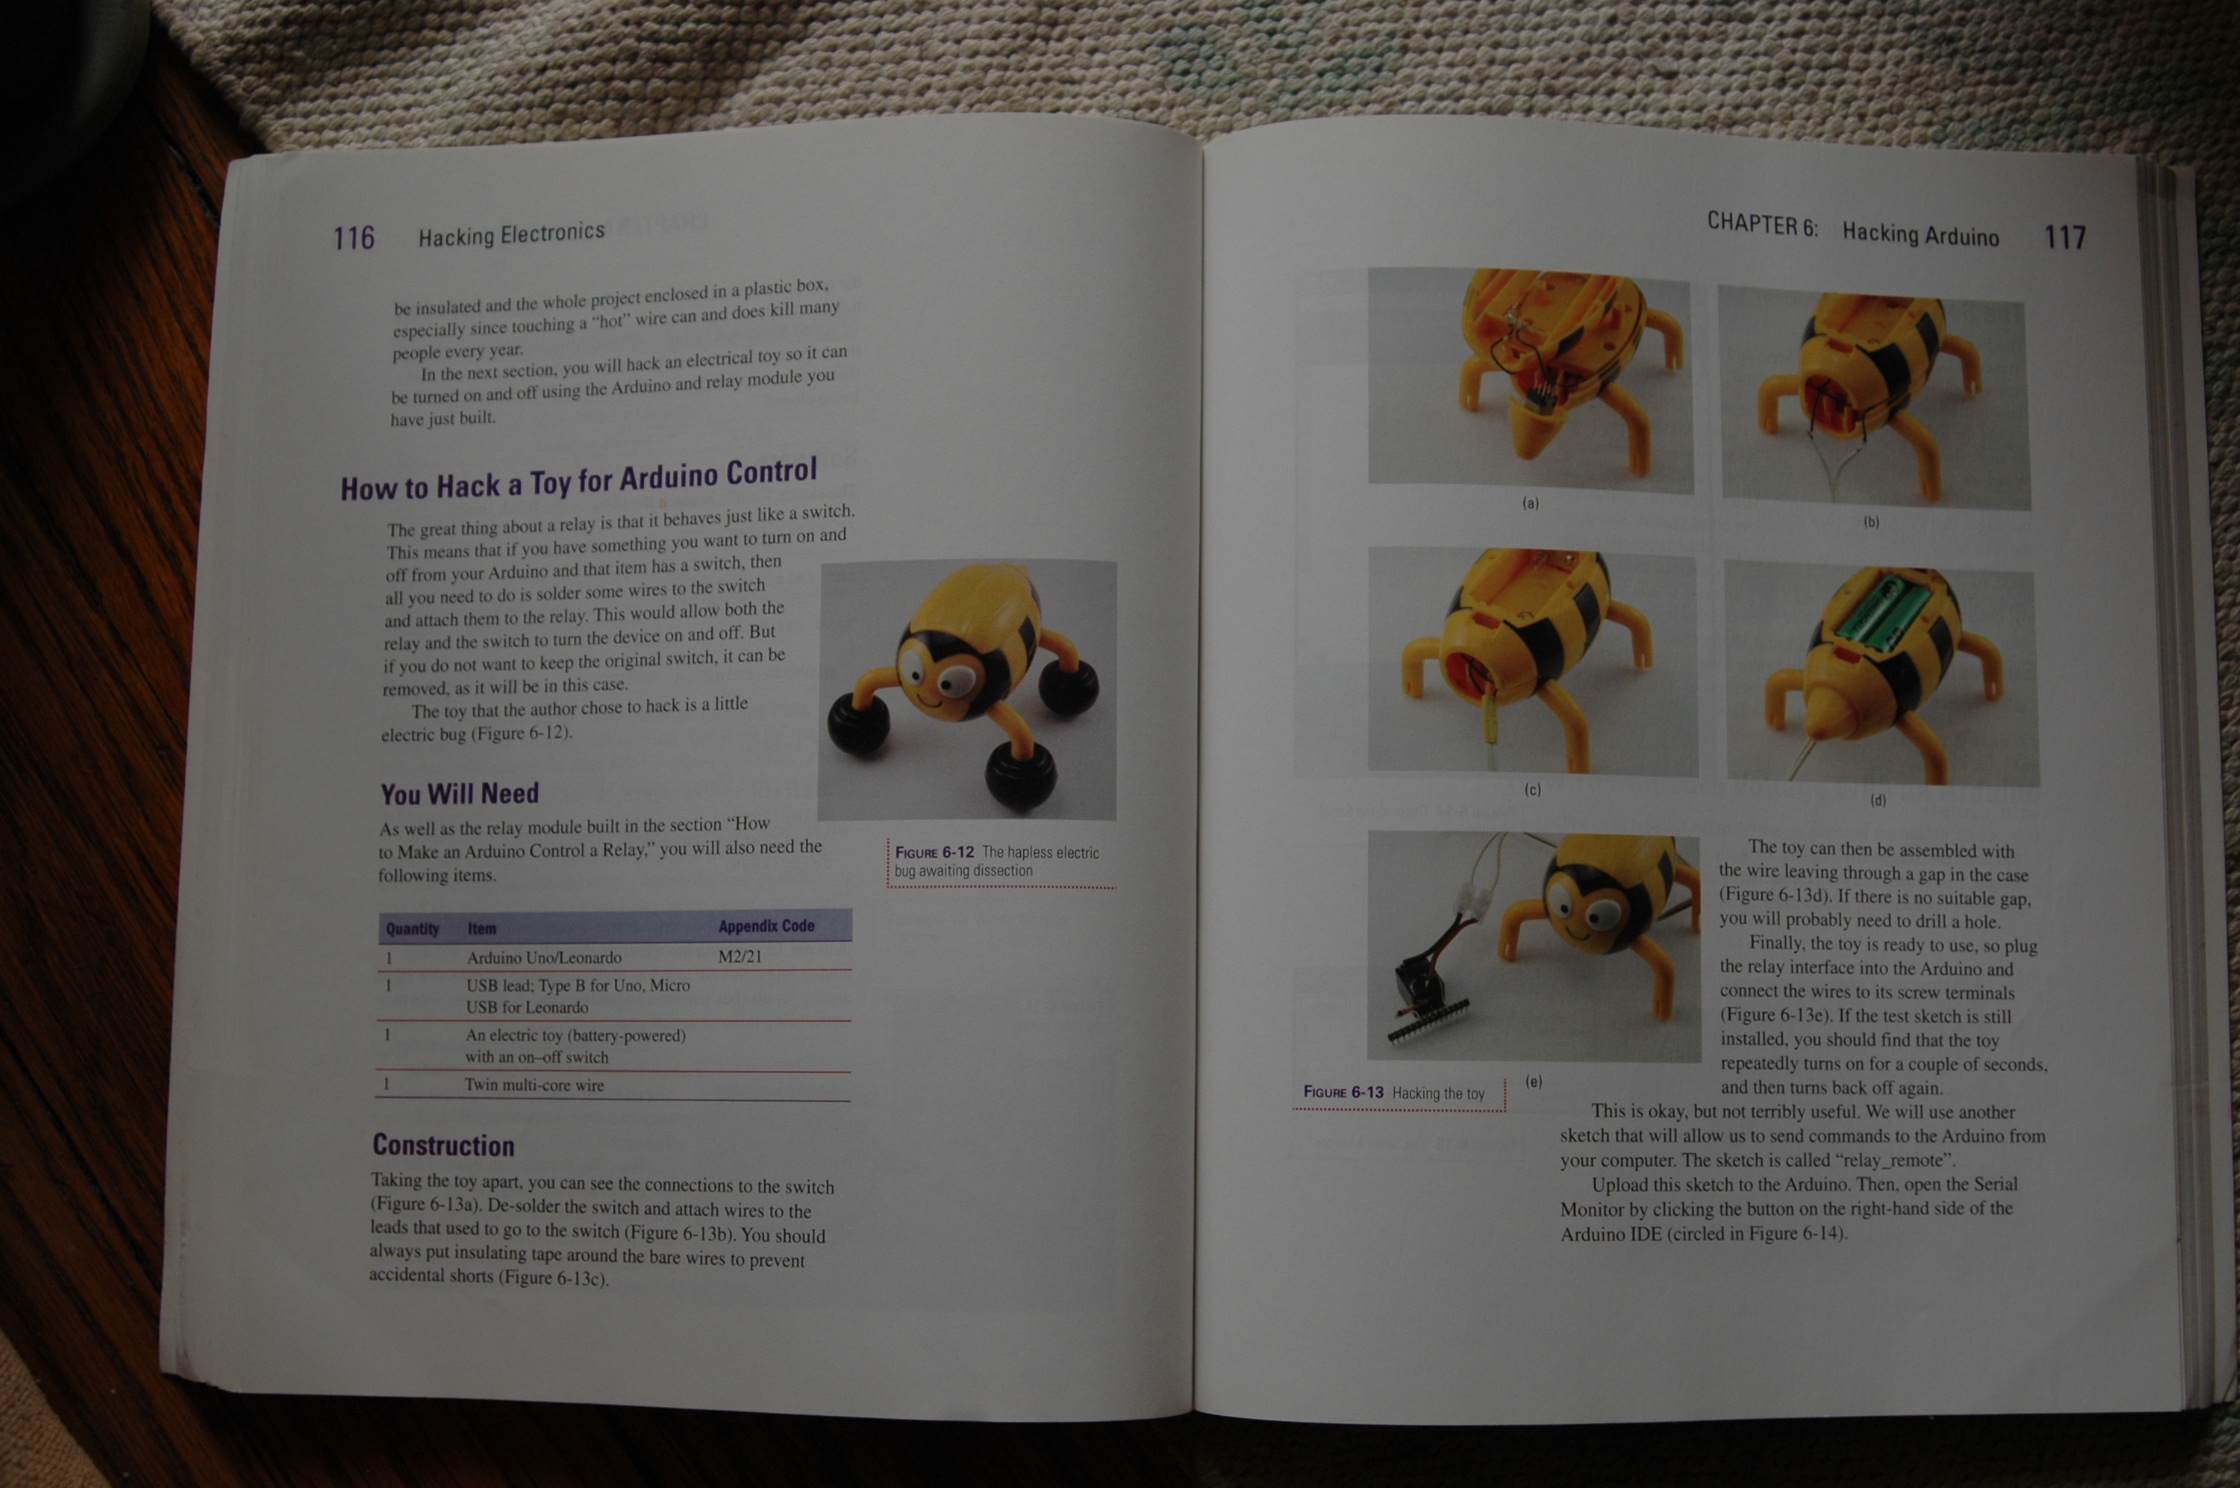 116 Hacking Electronics
be insulated and the whole project enclosed in a plastic box,
especially since touching a “hot” wire can and does kill many
people every year.
In the next section, you will hack an electrical toy so it can
be turned on and off using the Arduino and relay module you
have just built.
How to Hack a Toy for Arduino Control
The great thing about a relay is that it behaves just like a switch.
This means that if you have something you want to turn on and
off from your Arduino and that item has a switch, then
all you need to do is solder some wires to the switch
and attach them to the relay. This would allow both the
relay and the switch to turn the device on and off. But
if you do not want to keep the original switch, it can be
removed, as it will be in this case.
The toy that the author chose to hack is a little
electric bug (Figure 6-12).
You Will Need
As well as the relay module built in the section “How
to Make an Arduino Control a Relay,” you will also need the
following items.
FIGURE 6-12 The hapless electric
bug awaiting dissection
Quantity Item Appendix Code
1 Arduino Uno/Leonardo M2/21
1 USB lead; Type B for Uno, Micro
USB for Leonardo
1 An electric toy (battery-powered)
with an on–off switch
1 Twin multi-core wire
Construction
Taking the toy apart, you can see the connections to the switch
(Figure 6-13a). De-solder the switch and attach wires to the
leads that used to go to the switch (Figure 6-13b). You should
always put insulating tape around the bare wires to prevent
accidental shorts (Figure 6-13c).
CHAPTER 6: Hacking Arduino 117
(a)
(b)
(c)
(d)
(e)
FIGURE 6-13 Hacking the toy
The toy can then be assembled with
the wire leaving through a gap in the case
(Figure 6-13d). If there is no suitable gap,
you will probably need to drill a hole.
Finally, the toy is ready to use, so plug
the relay interface into the Arduino and
connect the wires to its screw terminals
(Figure 6-13e). If the test sketch is still
installed, you should find that the toy
repeatedly turns on for a couple of seconds,
and then turns back off again.
This is okay, but not terribly useful. We will use another
sketch that will allow us to send commands to the Arduino from
your computer. The sketch is called “relay_remote”.
Upload this sketch to the Arduino. Then, open the Serial
Monitor by clicking the button on the right-hand side of the
Arduino IDE (circled in Figure 6-14).